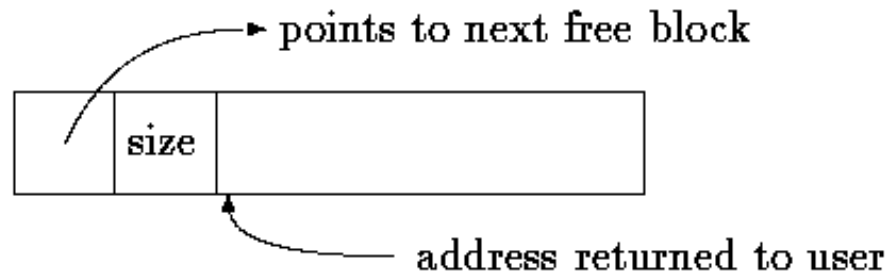 points to next free block
size
address returned to user